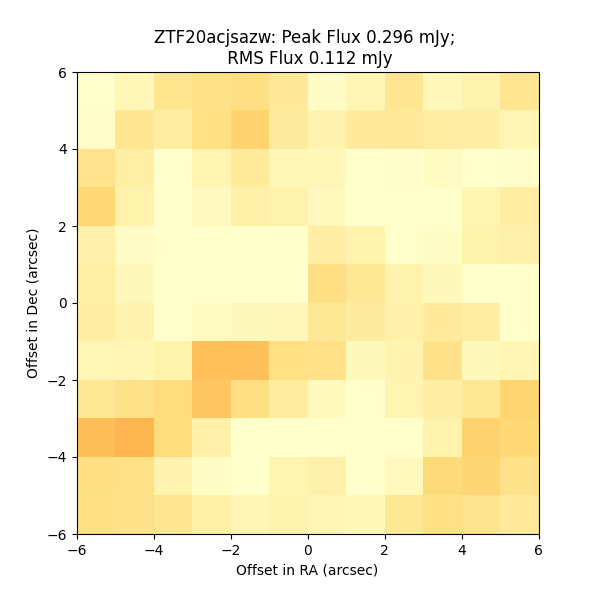 ZTF20acjsazw: Peak Flux 0.296 mJy;
RMS Flux 0.112 mJy
6
4
2
0
−2
−4
−6
Offset in Dec (arcsec)
−6 −4 −2 0 2 4 6
Offset in RA (arcsec)